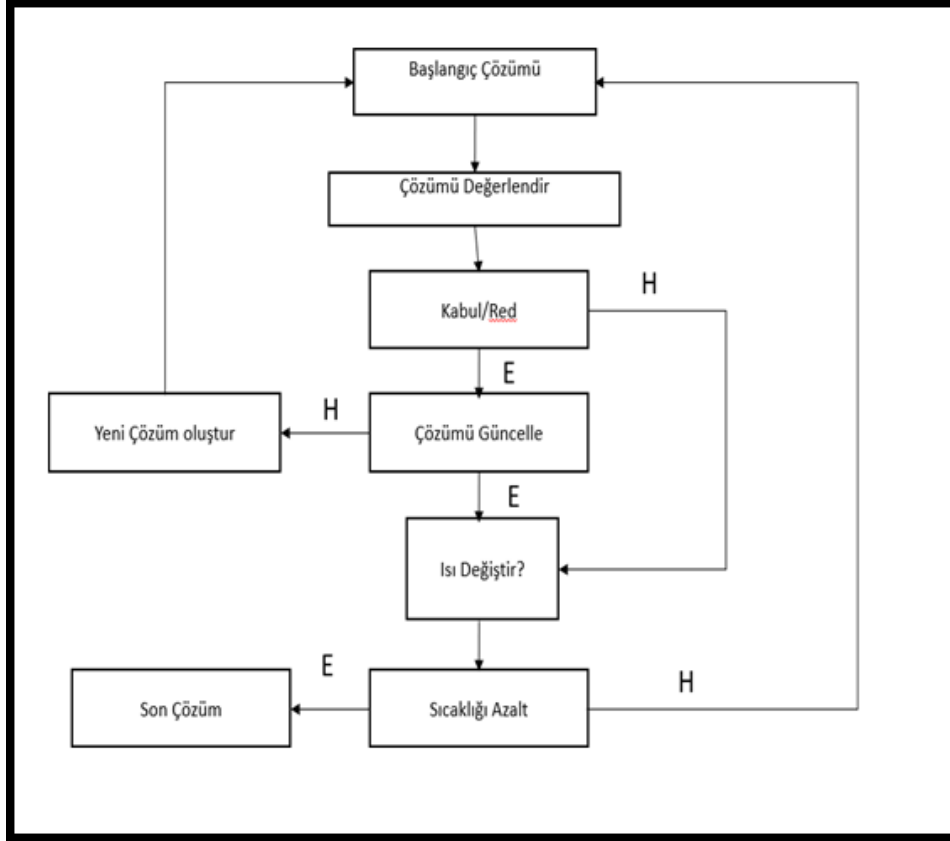 Başlangıç Çözümü
Çözümü Değerlendir
H
Kabul/Red
E
H
Yeni Çözüm oluştur
Çözümü Güncelle
E
Isı Değiştir?
E
H
Son Çözüm
Sıcaklığı Azalt